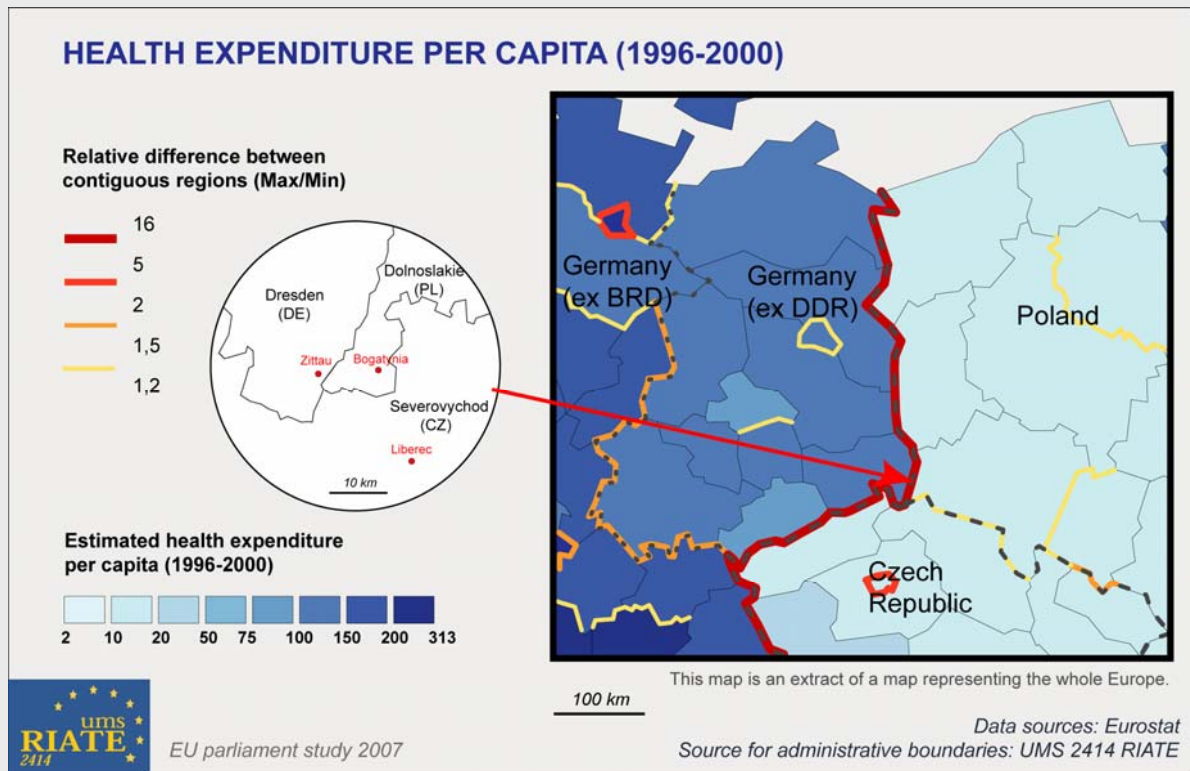 HEALTH EXPENDITURE PER CAPITA (1996-2000)
Relative difference between
contiguous regions (Max/Min)
16
5
2
1,5
1,2
Dolnoslakie
(PL)
Dresden
(DE)
Zittau
Bogatynia
Severovychod
(CZ)
Liberec
10 km
Estimated health expenditure
per capita (1996-2000)
2 10 20 50 75 100 150 200 313
Germany
(ex BRD)
Germany
(ex DDR)
Poland
Czech
Republic
This map is an extract of a map representing the whole Europe.
100 km
ums
RIATE
2414
EU parliament study 2007
Data sources: Eurostat
Source for administrative boundaries: UMS 2414 RIATE